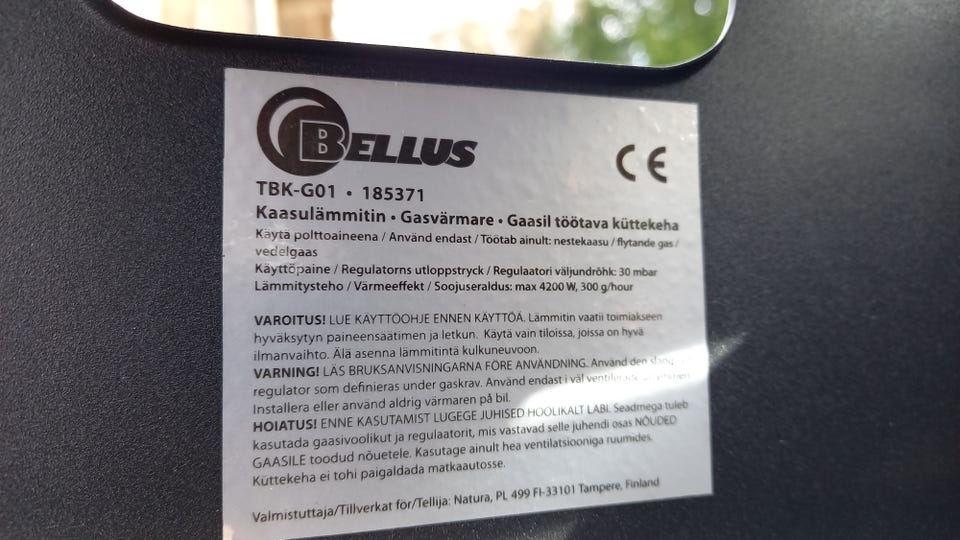 BELLUS
CE
TBK-G01 • 185371
Kaasulämmitin • Gasvärmare • Gaasil töötava küttekeha
Käytä polttoaineena / Använd endast / Töötab ainult: nestekaasu / flytande gas /
vedelgaas
Käyttöpaine / Regulatorns utloppstryck / Regulaatori väljundrõhk: 30 mbar
Lämmitysteho / Värmeeffekt / Soojuseraldus: max 4200 W, 300 g/hour
VAROITUS! LUE KÄYTTÖOHJE ENNEN KÄYTTÖÄ. Lämmitin vaatii toimiakseen
hyväksytyn paineensäätimen ja letkun. Käytä vain tiloissa, joissa on hyvä
ilmanvaihto. Älä asenna lämmitintä kulkuneuvoon.
VARNING! LÄS BRUKSANVISNINGARNA FÖRE ANVÄNDNING. Använd den
regulator som definieras under gaskrav. Använd endast i väl
Installera eller använd aldrig värmaren på bil.
HOIATUS! ENNE KASUTAMIST LUGEGE JUHISED HOOLIKALT LÄBI. Seadmega tuleb
kasutada gaasivoolikut ja regulaatorit, mis vastavad selle juhendi osas NÕUDED
GAASILE toodud nõuetele. Kasutage ainult hea ventilatsiooniga ruumides.
Küttekeha ei tohi paigaldada matkaautosse.
Valmistuttaja/Tillverkat för/Tellija: Natura, PL 499 FI-33101 Tampere, Finland